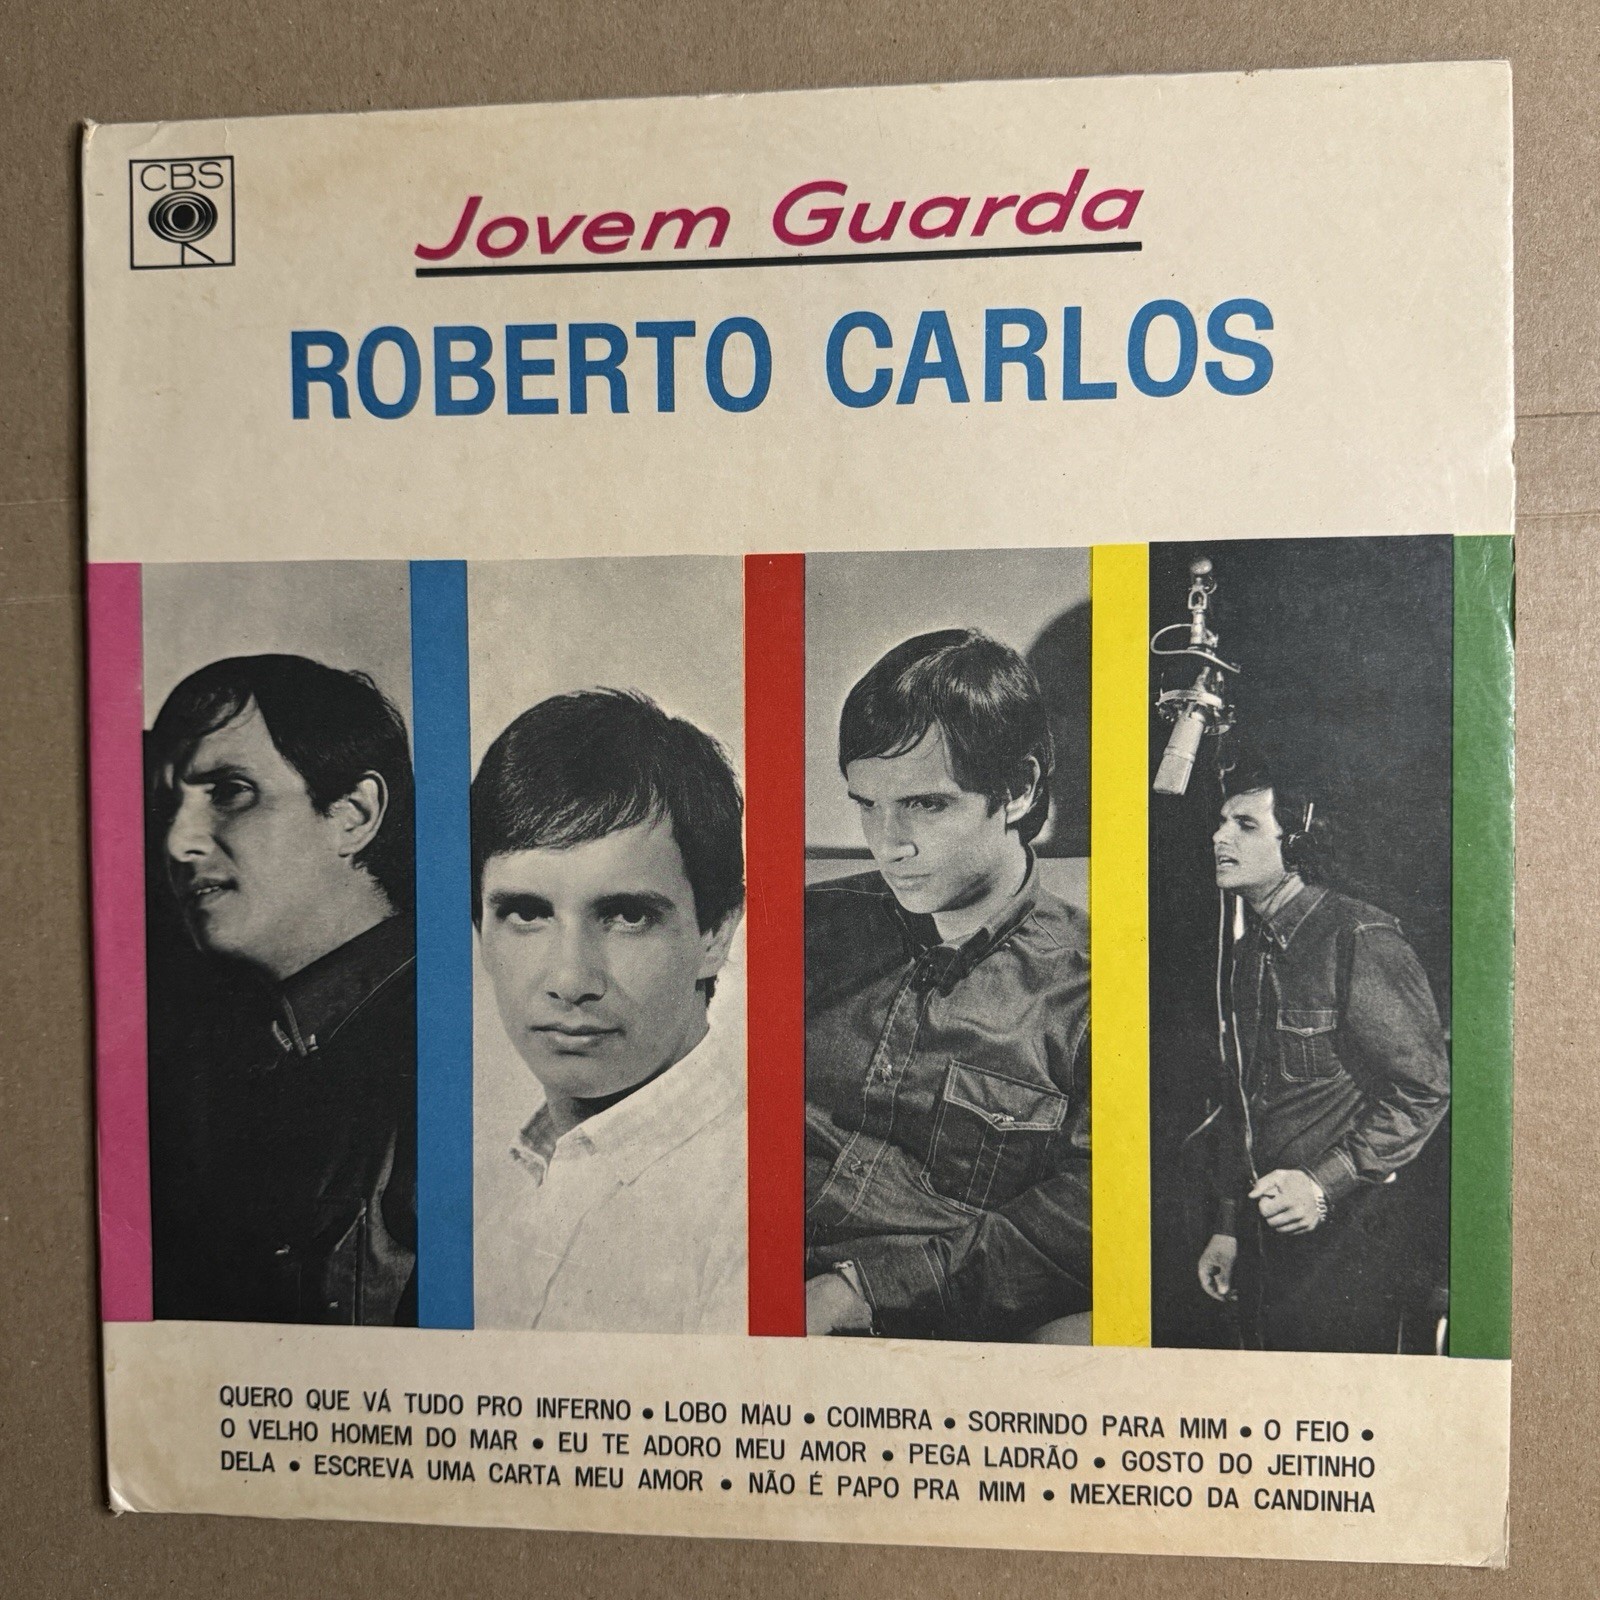 CBS
Jovem Guarda
ROBERTO CARLOS
QUERO QUE VÁ TUDO PRO INFERNO • LOBO MAU • COIMBRA • SORRINDO PARA MIM • O FEIO •
O VELHO HOMEM DO MAR • EU TE ADORO MEU AMOR • PEGA LADRÃO • GOSTO DO JEITINHO
DELA • ESCREVA UMA CARTA MEU AMOR • NÃO É PAPO PRA MIM • MEXERICO DA CANDINHA